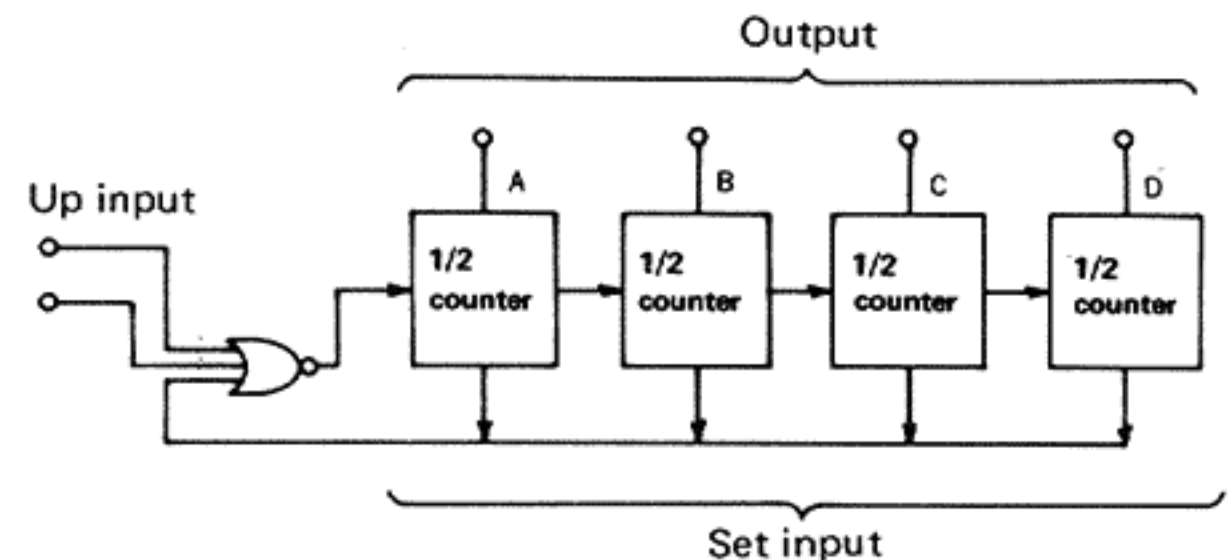 Output
Up input
A
B
C
D
1/2
counter
1/2
counter
1/2
counter
1/2
counter
Set input